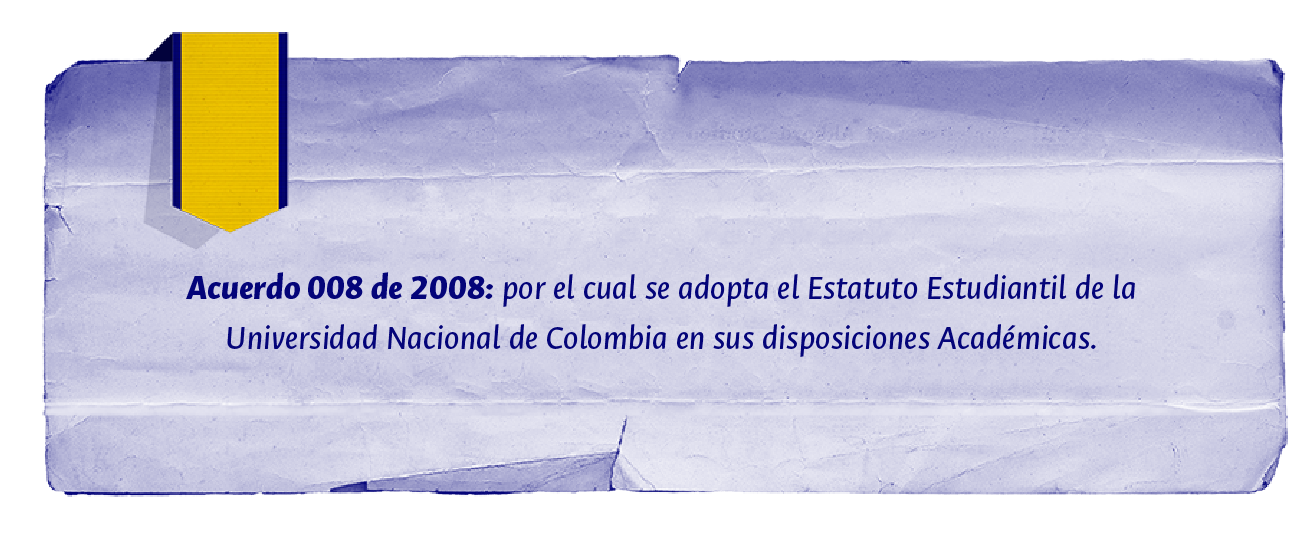 Acuerdo 008 de 2008: por el cual se adopta el Estatuto Estudiantil de la
Universidad Nacional de Colombia en sus disposiciones Académicas.